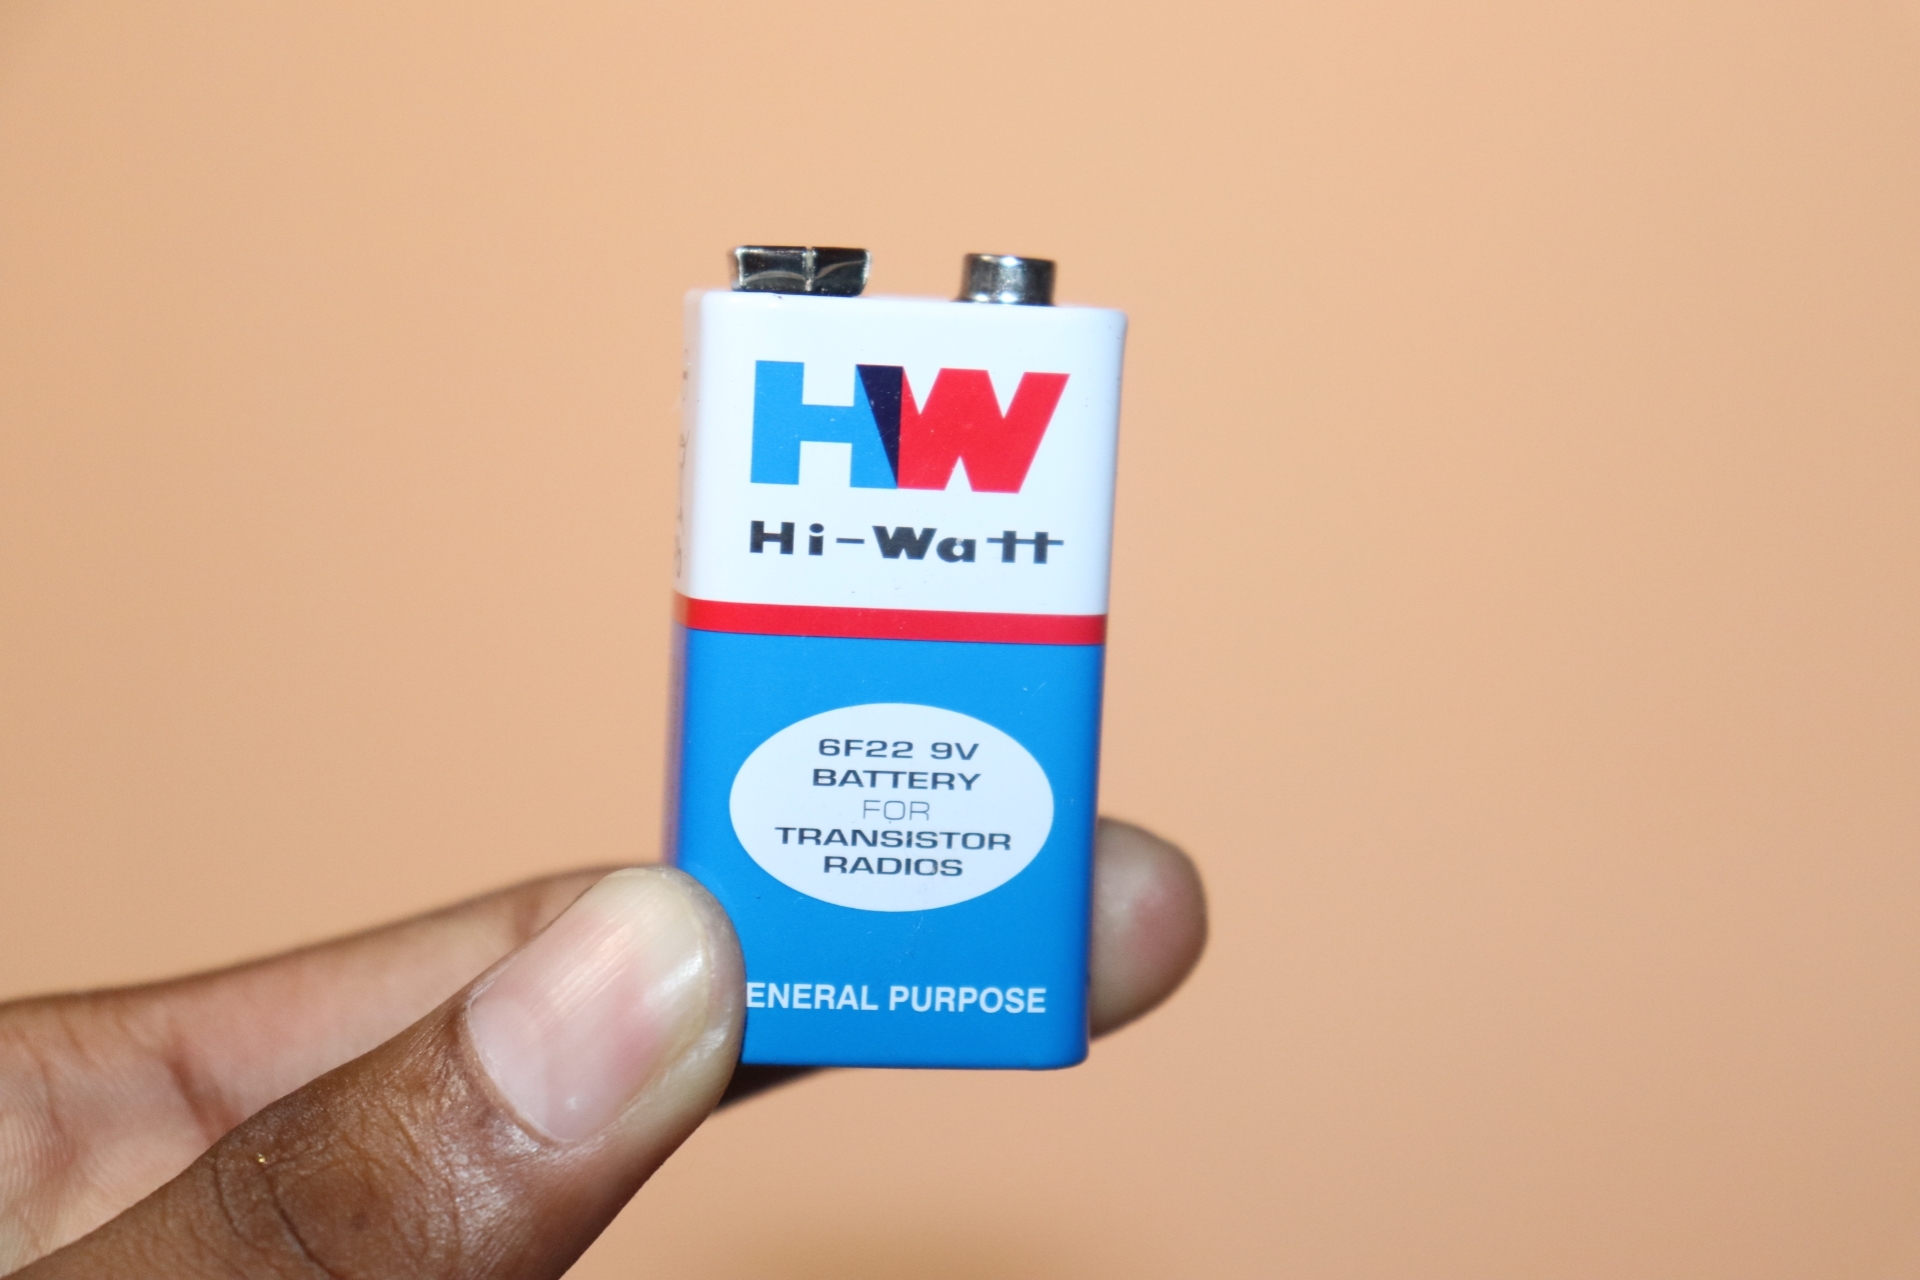 HW
Hi-Watt
6F22 9V
BATTERY
FOR
TRANSISTOR
RADIOS
ENERAL PURPOSE